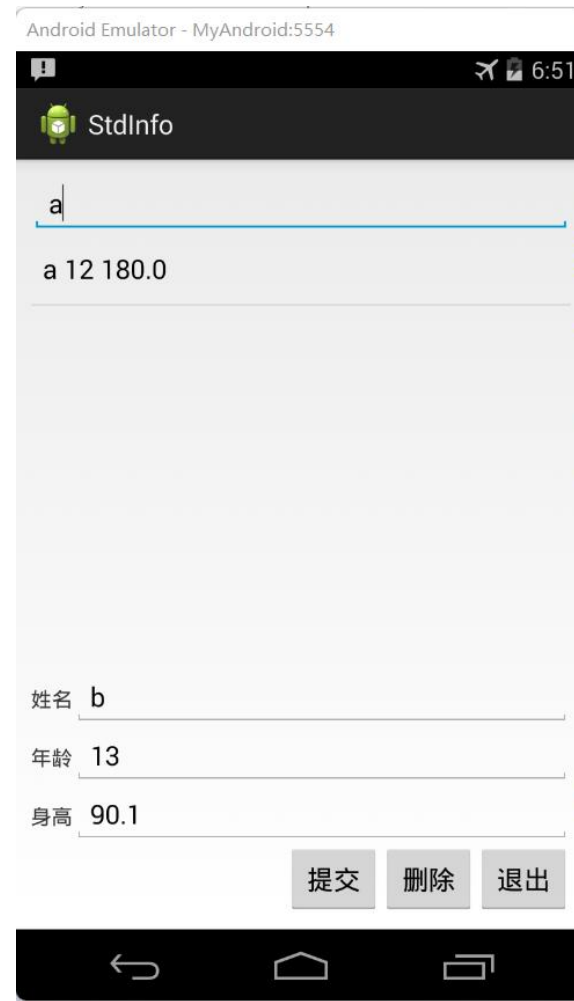 Android Emulator - MyAndroid:5554
6:51
StdInfo
a
a 12 180.0
姓名 b
年龄 13
身高 90.1
提交 删除 退出